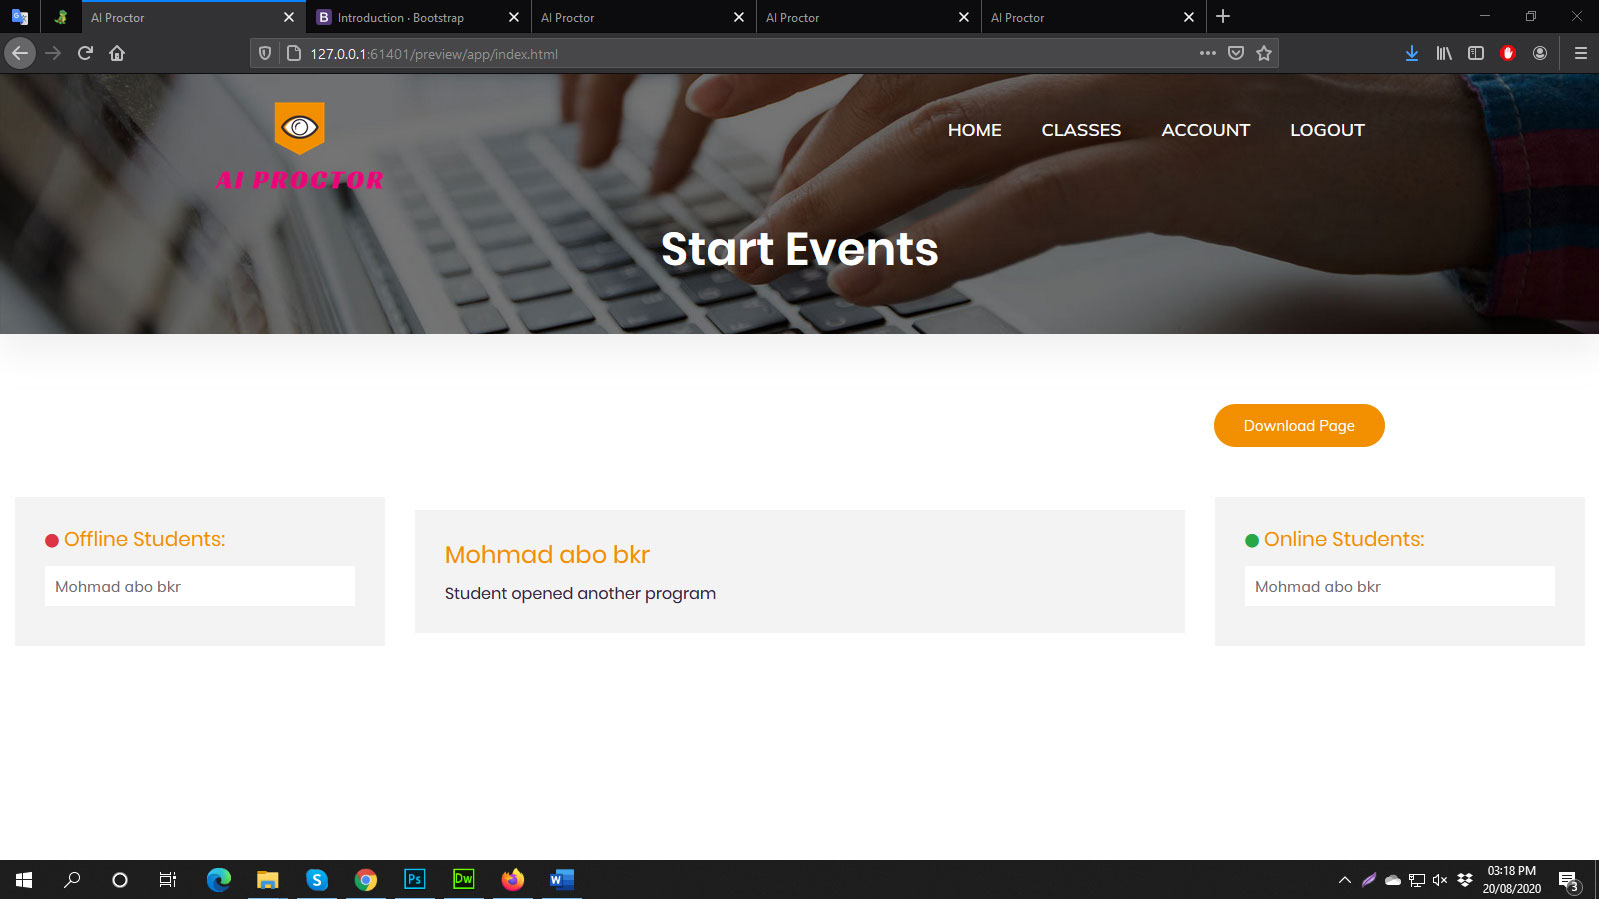 AI Proctor
Introduction · Bootstrap
AI Proctor
AI Proctor
AI Proctor
127.0.0.1:61401/preview/app/index.html
AI PROCTOR
HOME CLASSES ACCOUNT LOGOUT
Start Events
Download Page
Offline Students:
Mohmad abo bkr
Mohmad abo bkr
Student opened another program
Online Students:
Mohmad abo bkr
03:18 PM
20/08/2020
3